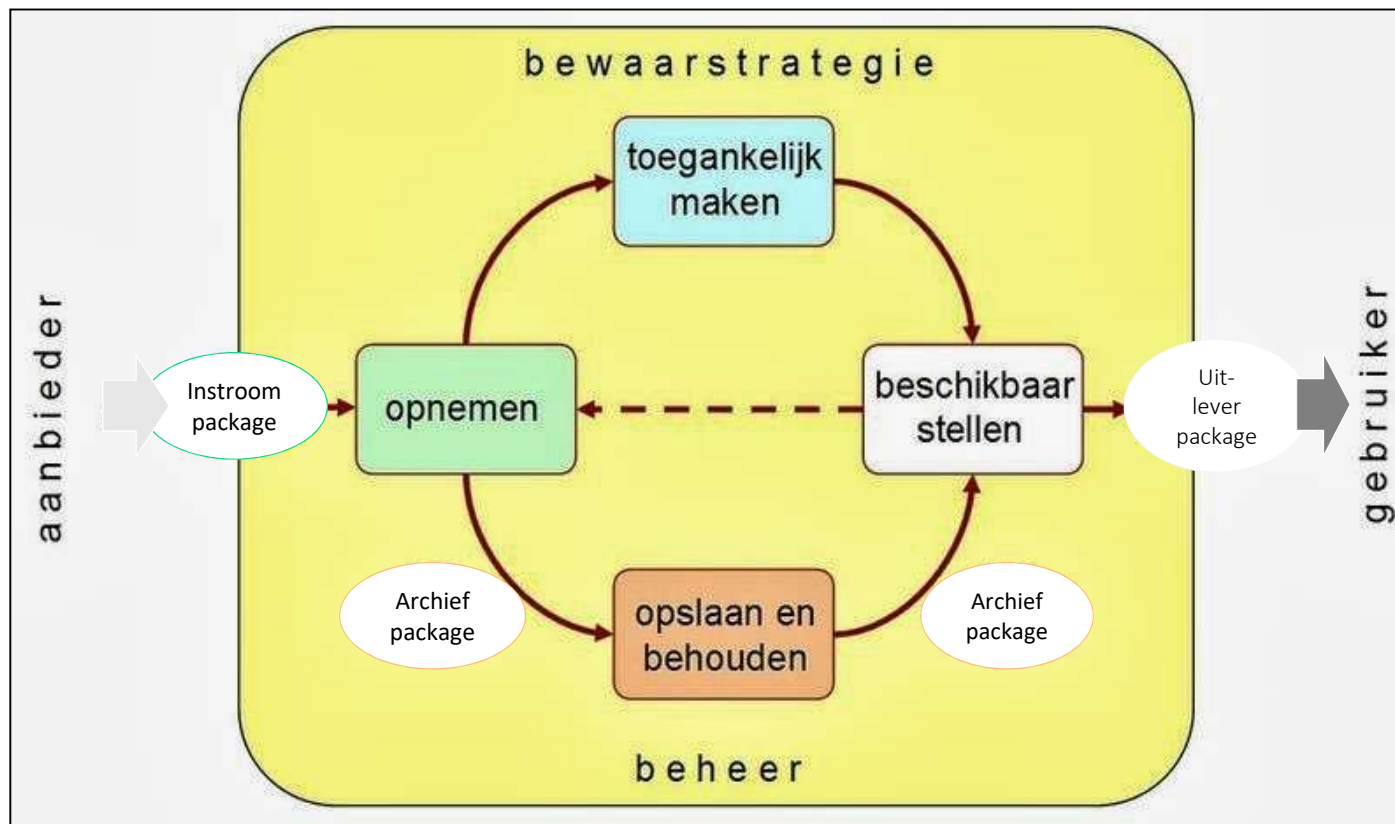 bewaarstrategie
toegankelijk
maken
aanbieder
Instroom
package
opnemen
beschikbaar
stellen
Uit-
lever
package
gebruiker
Archief
package
opslaan en
behouden
Archief
package
beheer